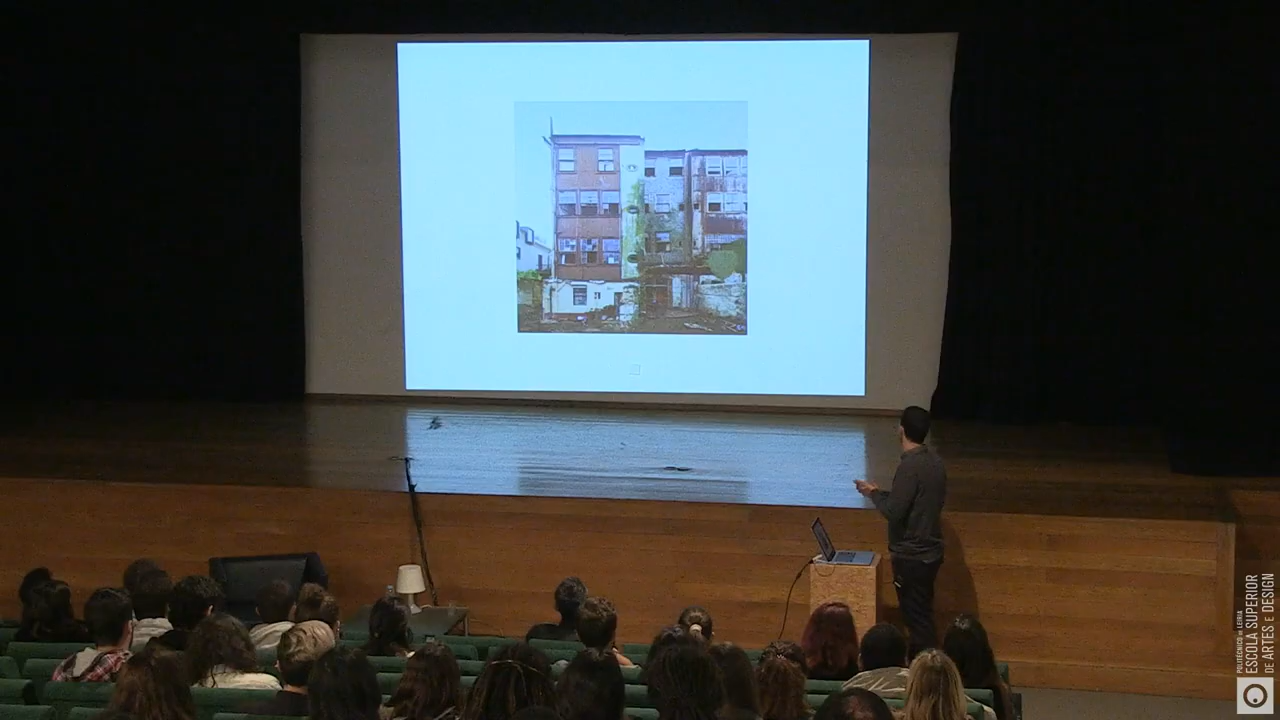 POLITÉCNICO DE LEIRIA
ESCOLA SUPERIOR
DE ARTES E DESIGN